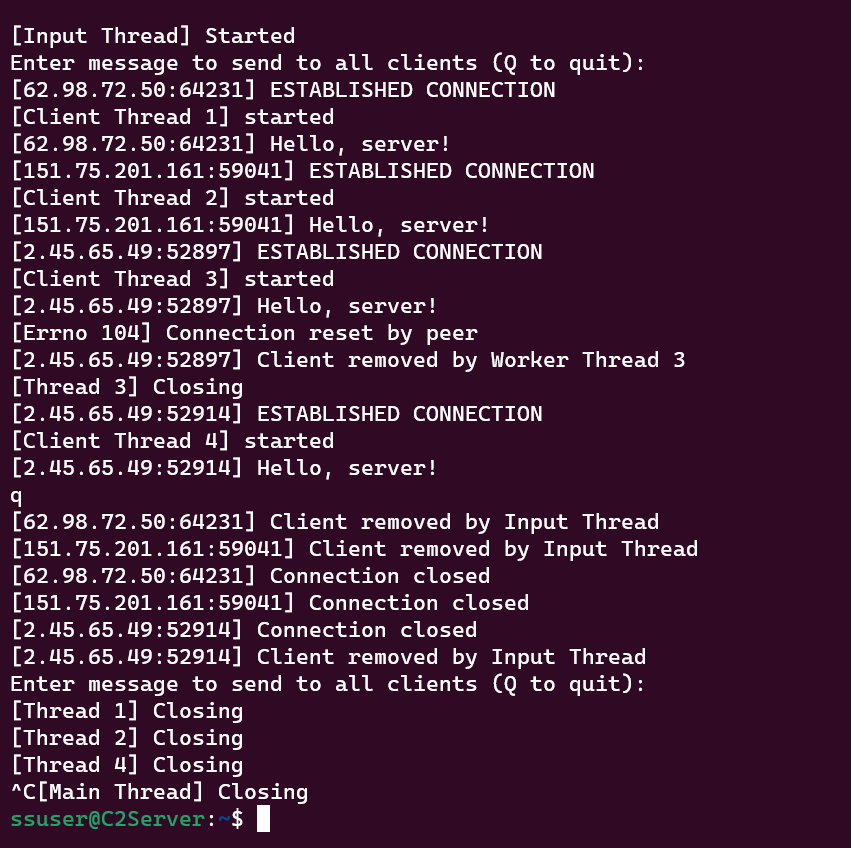 [Input Thread] Started
Enter message to send to all clients (Q to quit):
[62.98.72.50:64231] ESTABLISHED CONNECTION
[Client Thread 1] started
[62.98.72.50:64231] Hello, server!
[151.75.201.161:59041] ESTABLISHED CONNECTION
[Client Thread 2] started
[151.75.201.161:59041] Hello, server!
[2.45.65.49:52897] ESTABLISHED CONNECTION
[Client Thread 3] started
[2.45.65.49:52897] Hello, server!
[Errno 104] Connection reset by peer
[2.45.65.49:52897] Client removed by Worker Thread 3
[Thread 3] Closing
[2.45.65.49:52914] ESTABLISHED CONNECTION
[Client Thread 4] started
[2.45.65.49:52914] Hello, server!
q
[62.98.72.50:64231] Client removed by Input Thread
[151.75.201.161:59041] Client removed by Input Thread
[62.98.72.50:64231] Connection closed
[151.75.201.161:59041] Connection closed
[2.45.65.49:52914] Connection closed
[2.45.65.49:52914] Client removed by Input Thread
Enter message to send to all clients (Q to quit):
[Thread 1] Closing
[Thread 2] Closing
[Thread 4] Closing
^C[Main Thread] Closing
ssuser@C2Server:~$